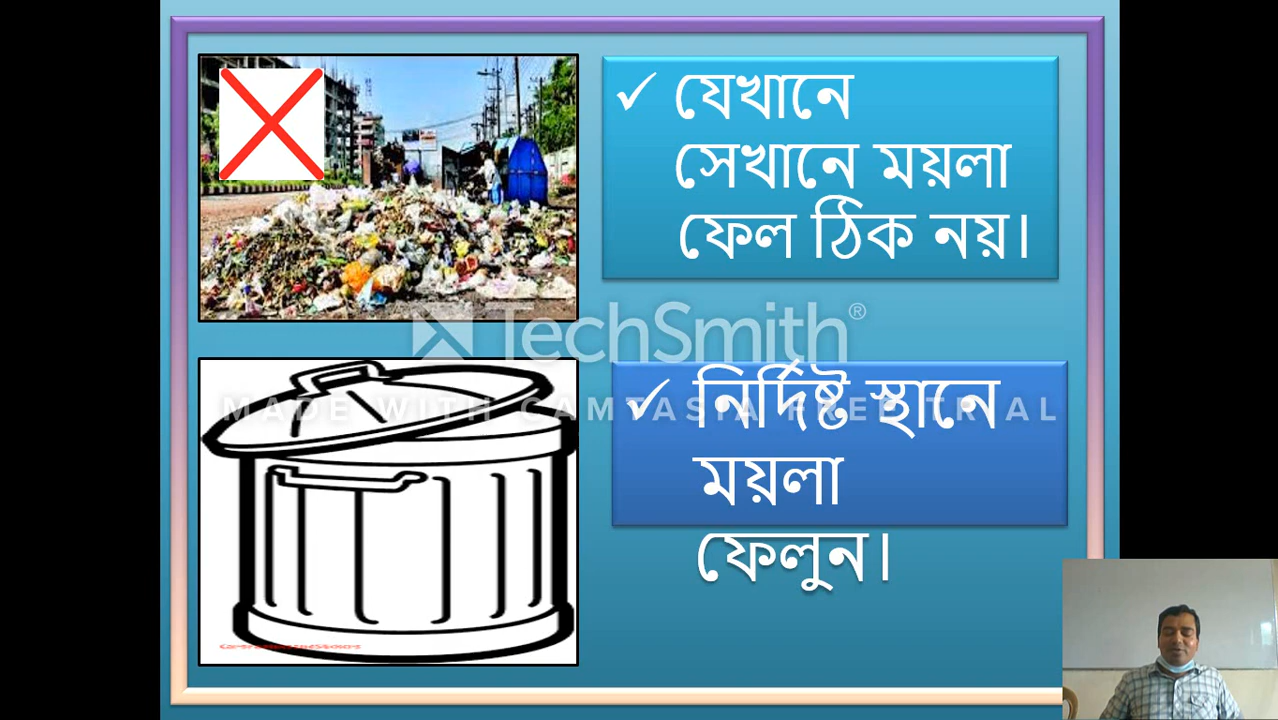 ✓ যেখানে
সেখানে ময়লা
ফেল ঠিক নয়।
TechSmith®
MADE WITH CAMTASIA FREE TRIAL
✓ নির্দিষ্ট স্থানে
ময়লা
ফেলুন।